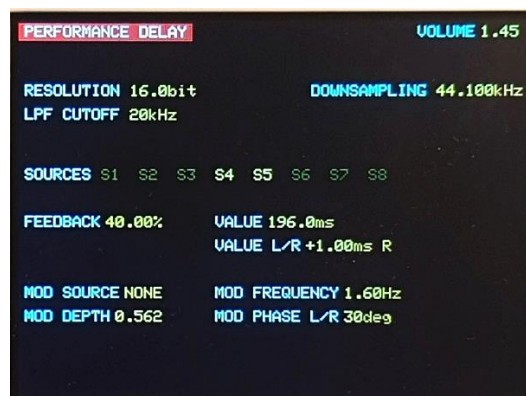 PERFORMANCE DELAY VOLUME 1.45
RESOLUTION 16.0bit DOWNSAMPLING 44.100kHz
LPF CUTOFF 20kHz
SOURCES S1 S2 S3 S4 S5 S6 S7 S8
FEEDBACK 40.00% VALUE 196.0ms
VALUE L/R +1.00ms R
MOD SOURCE NONE MOD FREQUENCY 1.60Hz
MOD DEPTH 0.562 MOD PHASE L/R 30deg